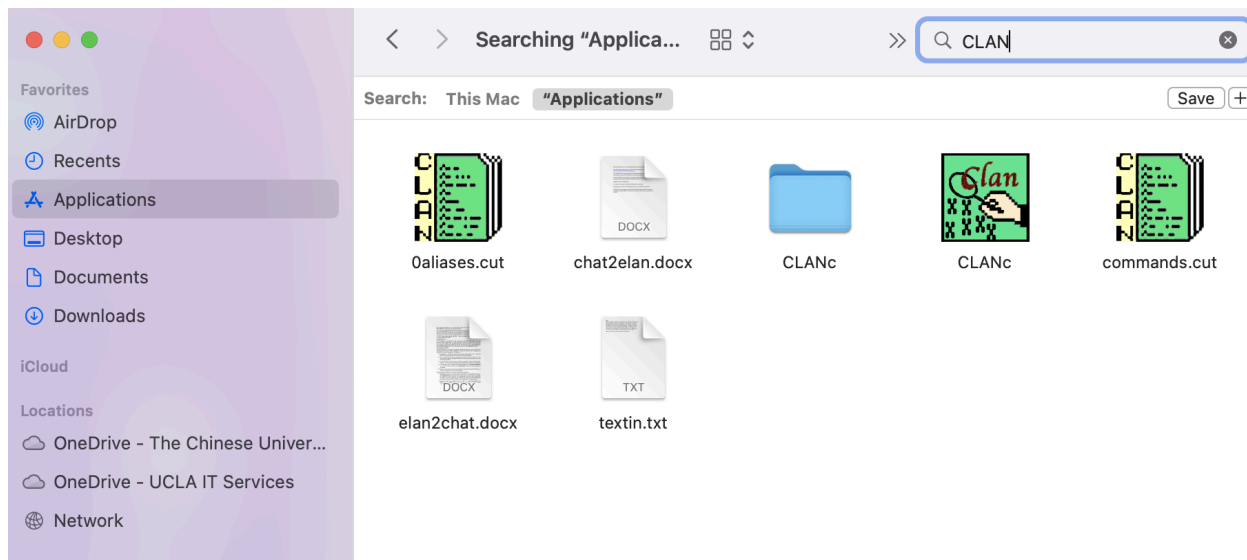 Searching “Applica...
CLAN
Favorites
AirDrop
Recents
Applications
Desktop
Documents
Downloads
iCloud
Locations
OneDrive - The Chinese Univer...
OneDrive - UCLA IT Services
Network
Search:
This Mac
“Applications”
Save
CLAN
0aliases.cut
DOCX
chat2elan.docx
CLANc
Clan
CLANc
CLAN
commands.cut
DOCX
elan2chat.docx
TXT
textin.txt